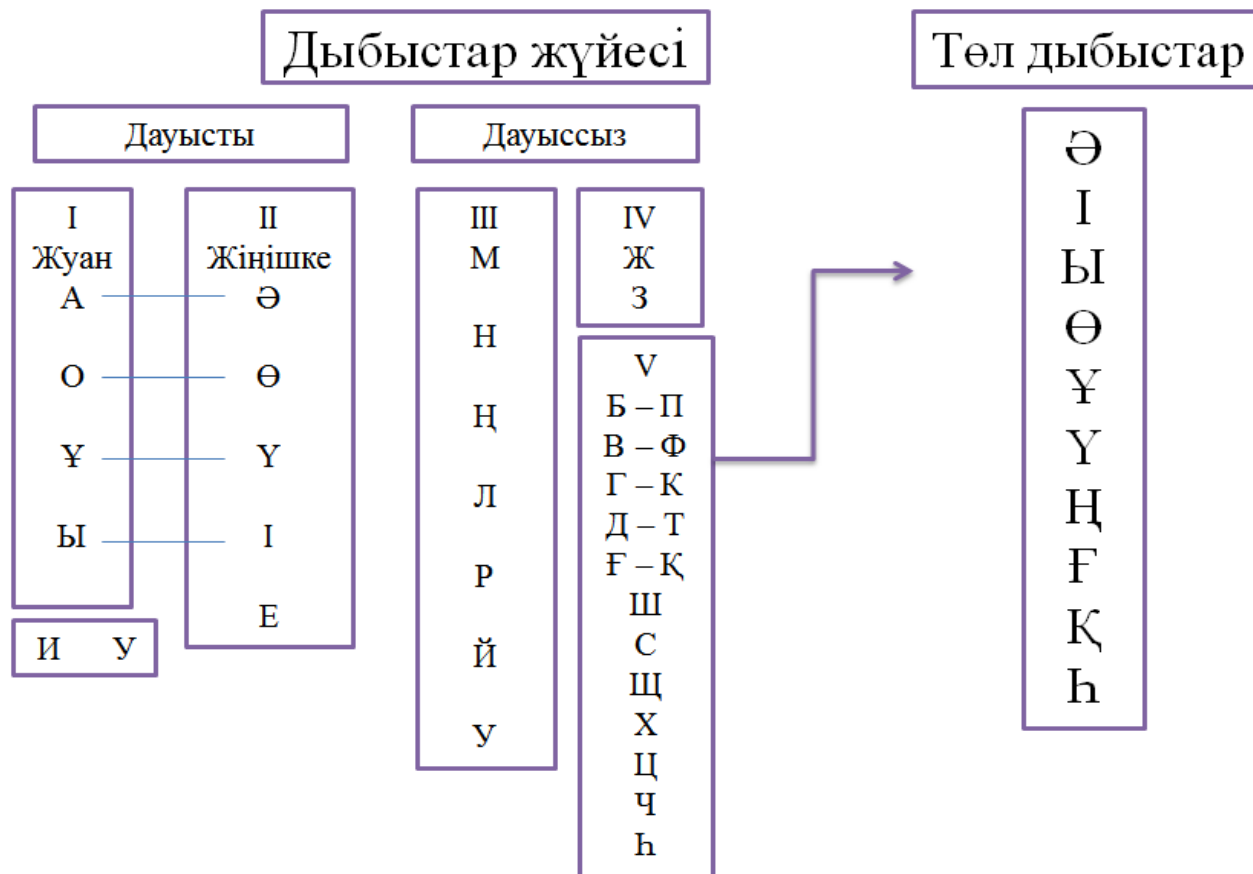 Дыбыстар жүйесі
Төл дыбыстар
Дауысты
Дауыссыз
I
Жуан
А
О
Ұ
Ы
И У
II
Жіңішке
Ә
Ө
Ү
І
Е
III
М
Н
Ң
Л
Р
Й
У
IV
Ж
З
V
Б – П
В – Ф
Г – К
Д – Т
Ғ – Қ
Ш
С
Щ
Х
Ц
Ч
Һ
Ә
І
Ы
Ө
Ұ
Ү
Ң
Ғ
Қ
Һ